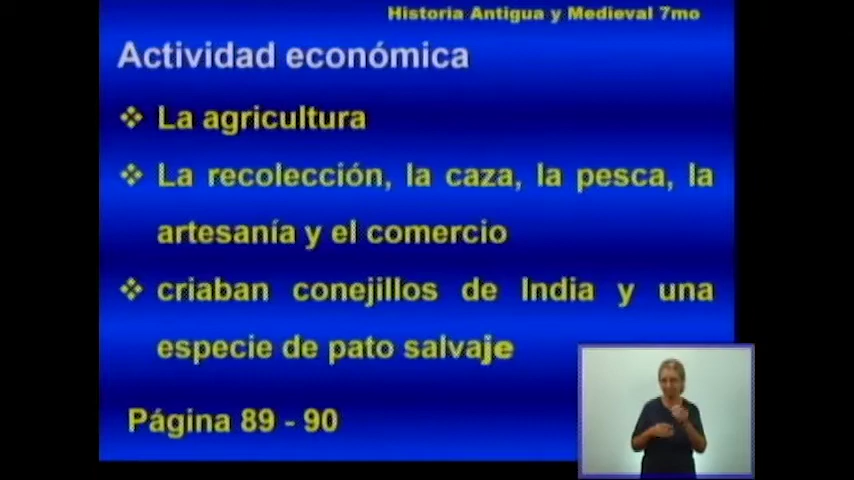 Historia Antigua y Medieval 7mo
Actividad económica
❖ La agricultura
❖ La recolección, la caza, la pesca, la
artesanía y el comercio
❖ criaban conejillos de India y una
especie de pato salvaje
Página 89 - 90